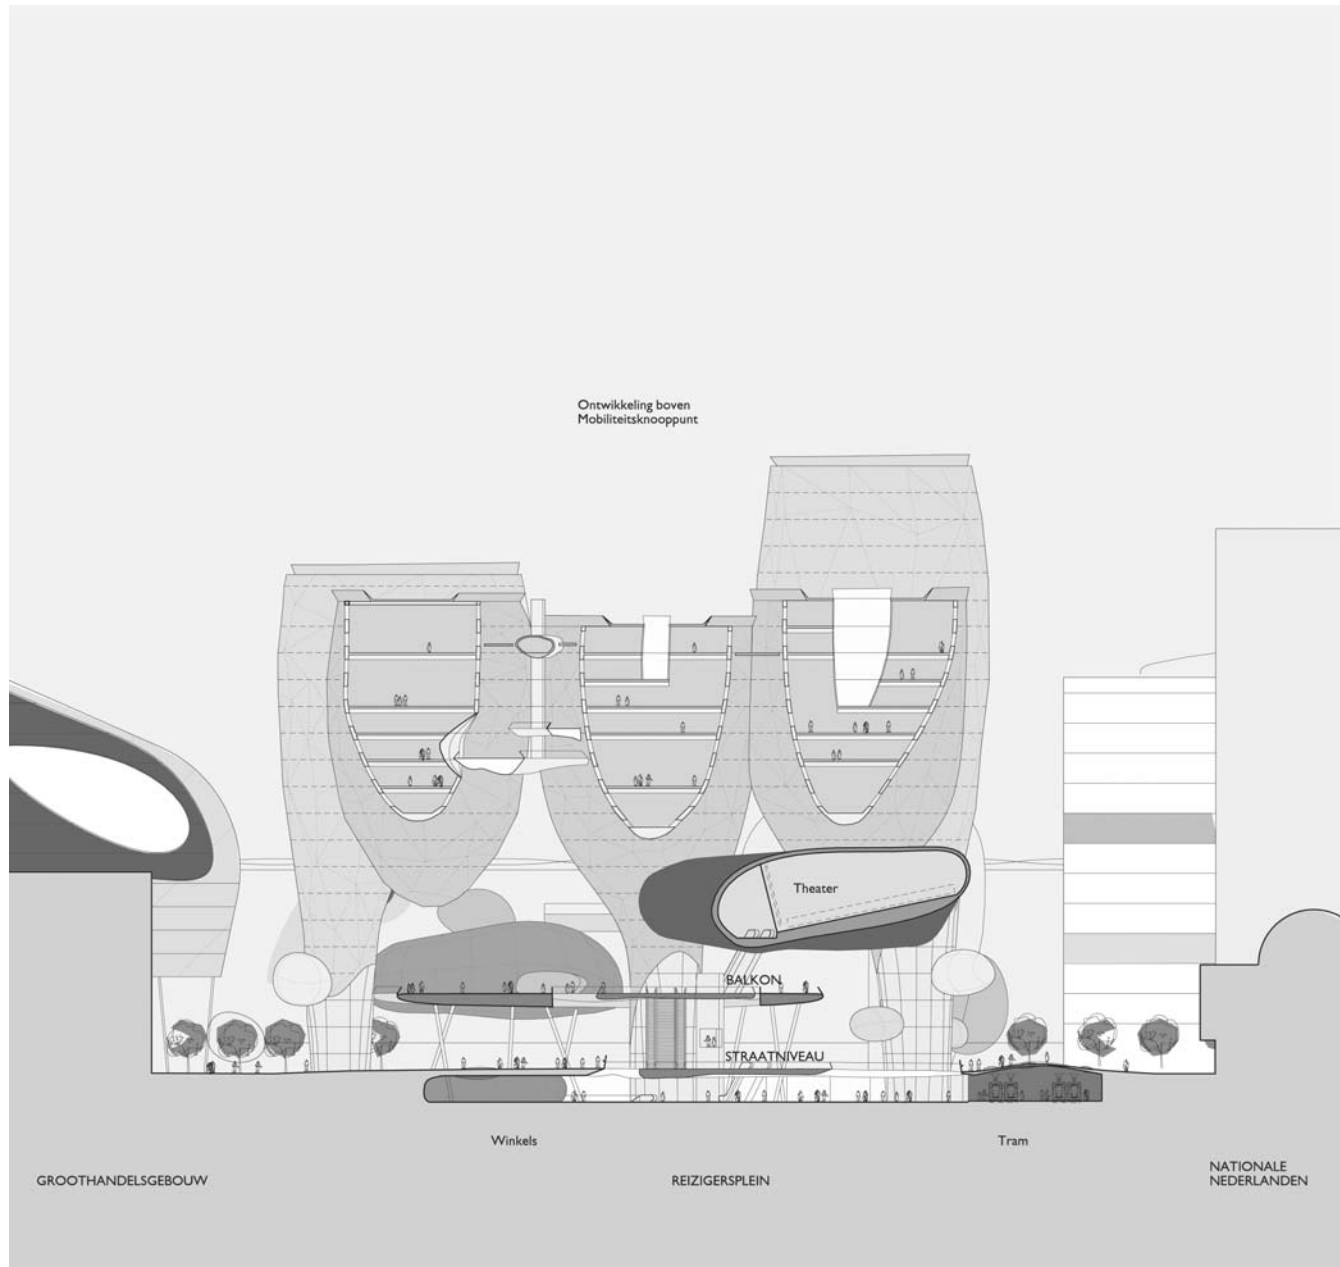 Ontwikkeling boven
Mobiliteitsknooppunt
Theater
BALKON
STRAATNIVEAU
Winkels
Tram
GROOTHANDELSGEBOUW
REIZIGERSPLEIN
NATIONALE
NEDERLANDEN